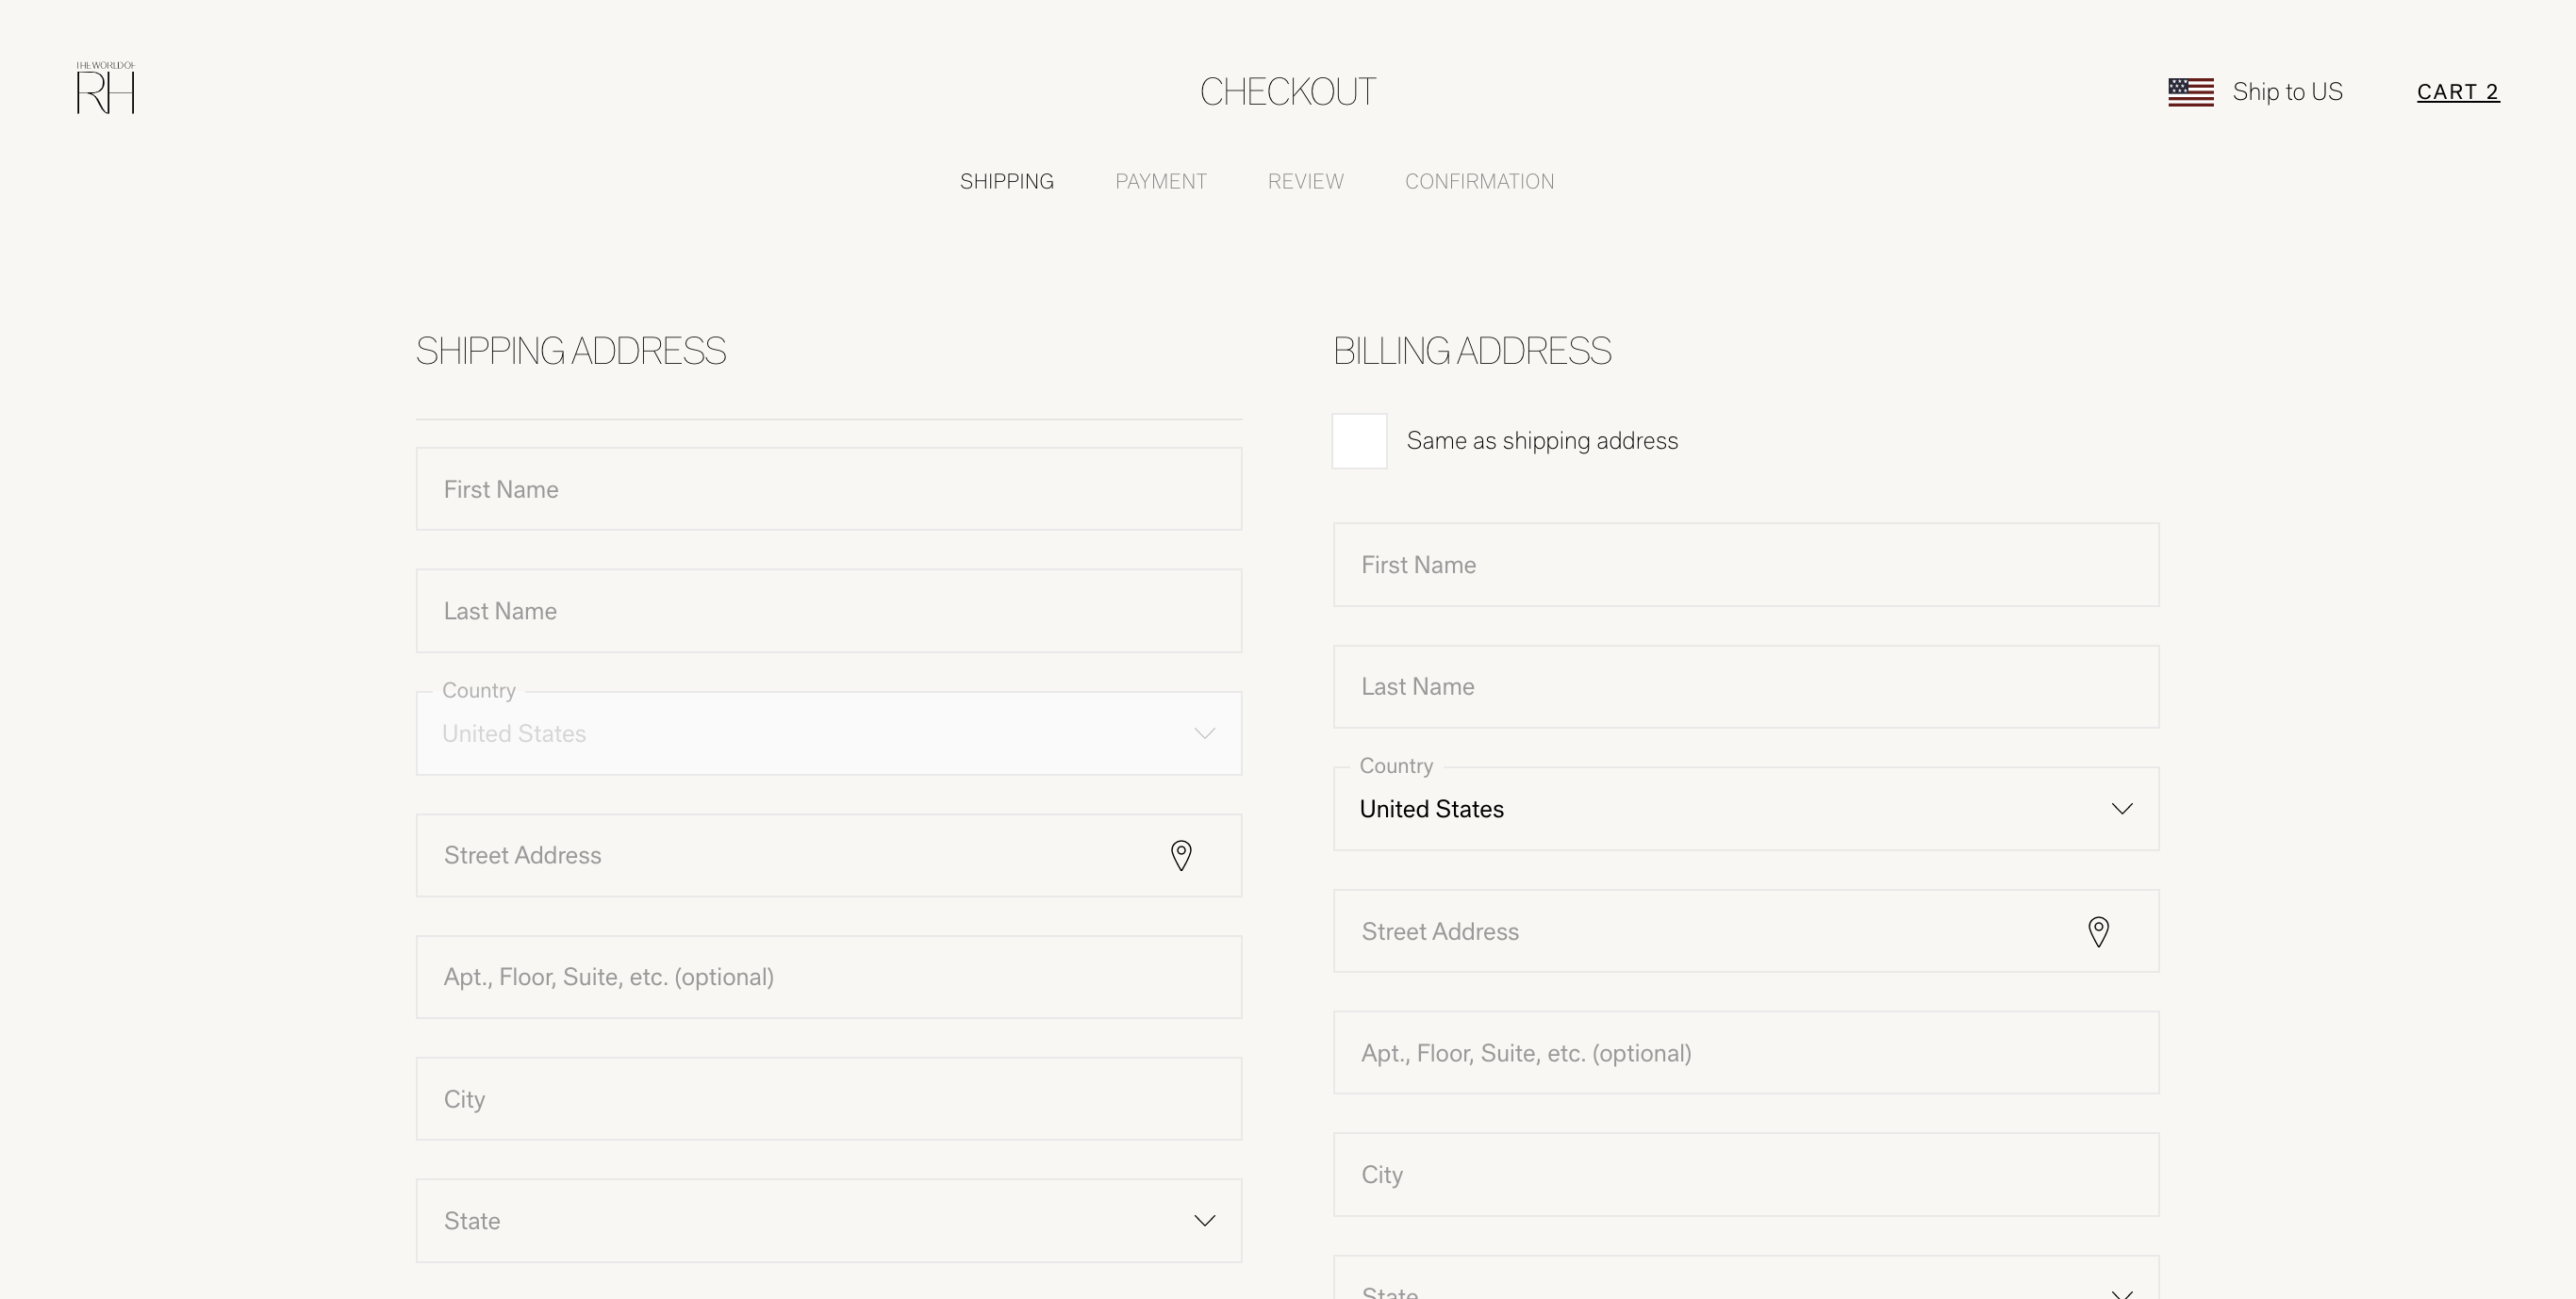 THE WORLD OF
RH
CHECKOUT
Ship to US
CART 2
SHIPPING
PAYMENT
REVIEW
CONFIRMATION
SHIPPING ADDRESS
First Name
Last Name
Country
United States
Street Address
Apt., Floor, Suite, etc. (optional)
City
State
BILLING ADDRESS
Same as shipping address
First Name
Last Name
Country
United States
Street Address
Apt., Floor, Suite, etc. (optional)
City
State